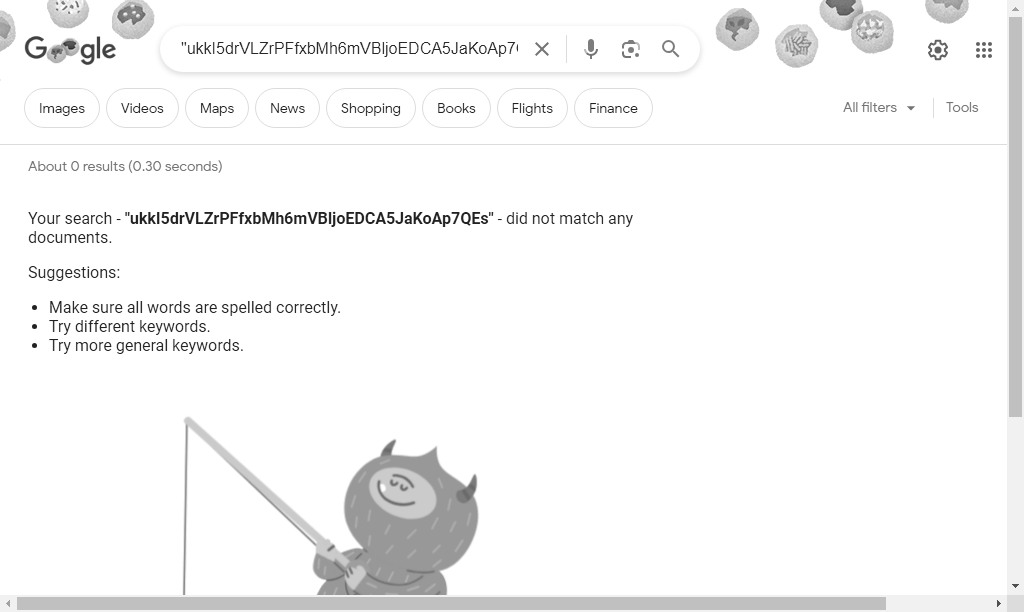 Google
"ukkI5drVLZrPFfxbMh6mVBIjoEDCA5JaKoAp7(
Images Videos Maps News Shopping Books Flights Finance All filters Tools
About 0 results (0.30 seconds)
Your search - "ukkI5drVLZrPFfxbMh6mVBIjoEDCA5JaKoAp7QEs" - did not match any
documents.
Suggestions:
Make sure all words are spelled correctly.
Try different keywords.
Try more general keywords.